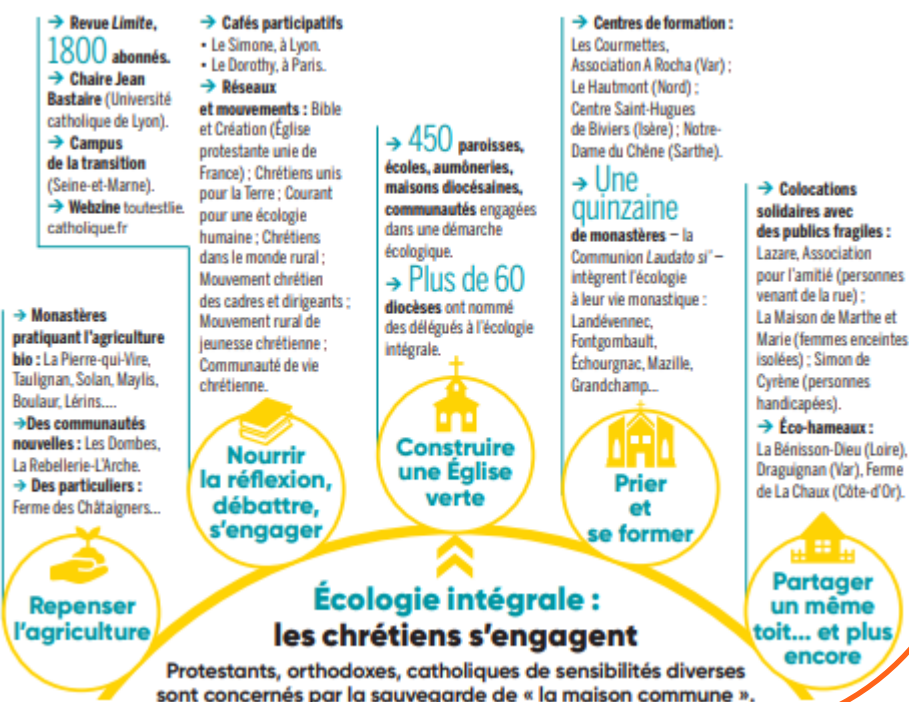 → Revue Limite,
1800 abonnés.
→ Chaire Jean
Bastaire (Université
catholique de Lyon).
→ Campus
de la transition
(Seine-et-Marne).
→ Webzine toutestlie.
catholique.fr
→ Cafés participatifs
• Le Simone, à Lyon.
• Le Dorothy, à Paris.
→ Réseaux
et mouvements : Bible
et Création (Église
protestante unie de
France) ; Chrétiens unis
pour la Terre ; Courant
pour une écologie
humaine ; Chrétiens
dans le monde rural ;
Mouvement chrétien
des cadres et dirigeants ;
Mouvement rural de
jeunesse chrétienne ;
Communauté de vie
chrétienne.
→ 450 paroisses,
écoles, aumôneries,
maisons diocésaines,
communautés engagées
dans une démarche
écologique.
→ Plus de 60
diocèses ont nommé
des délégués à l'écologie
intégrale.
→ Centres de formation :
Les Courmettes,
Association A Rocha (Var) ;
Le Hautmont (Nord) ;
Centre Saint-Hugues
de Biviers (Isère) ; Notre-
Dame du Chêne (Sarthe).
→ Une
quinzaine
de monastères – la
Communion Laudato si' –
intègrent l'écologie
à leur vie monastique :
Landévennec,
Fontgombault,
Échourgnac, Mazille,
Grandchamp...
→ Colocations
solidaires avec
des publics fragiles :
Lazare, Association
pour l'amitié (personnes
venant de la rue) ;
La Maison de Marthe et
Marie (femmes enceintes
isolées) ; Simon de
Cyrène (personnes
handicapées).
→ Éco-hameaux :
La Bénisson-Dieu (Loire),
Draguignan (Var), Ferme
de La Chaux (Côte-d'Or).
→ Monastères
pratiquant l'agriculture
bio : La Pierre-qui-Vire,
Taulignan, Solan, Maylis,
Boulaur, Lérins....
→Des communautés
nouvelles : Les Dombes,
La Rebellerie-L'Arche.
→ Des particuliers :
Ferme des Châtaigners...
Repenser
l'agriculture
Nourrir
la réflexion,
débattre,
s'engager
Construire
une Église
verte
Prier
et
se former
Partager
un même
toit... et plus
encore
Écologie intégrale :
les chrétiens s'engagent
Protestants, orthodoxes, catholiques de sensibilités diverses
sont concernés par la sauvegarde de « la maison commune ».